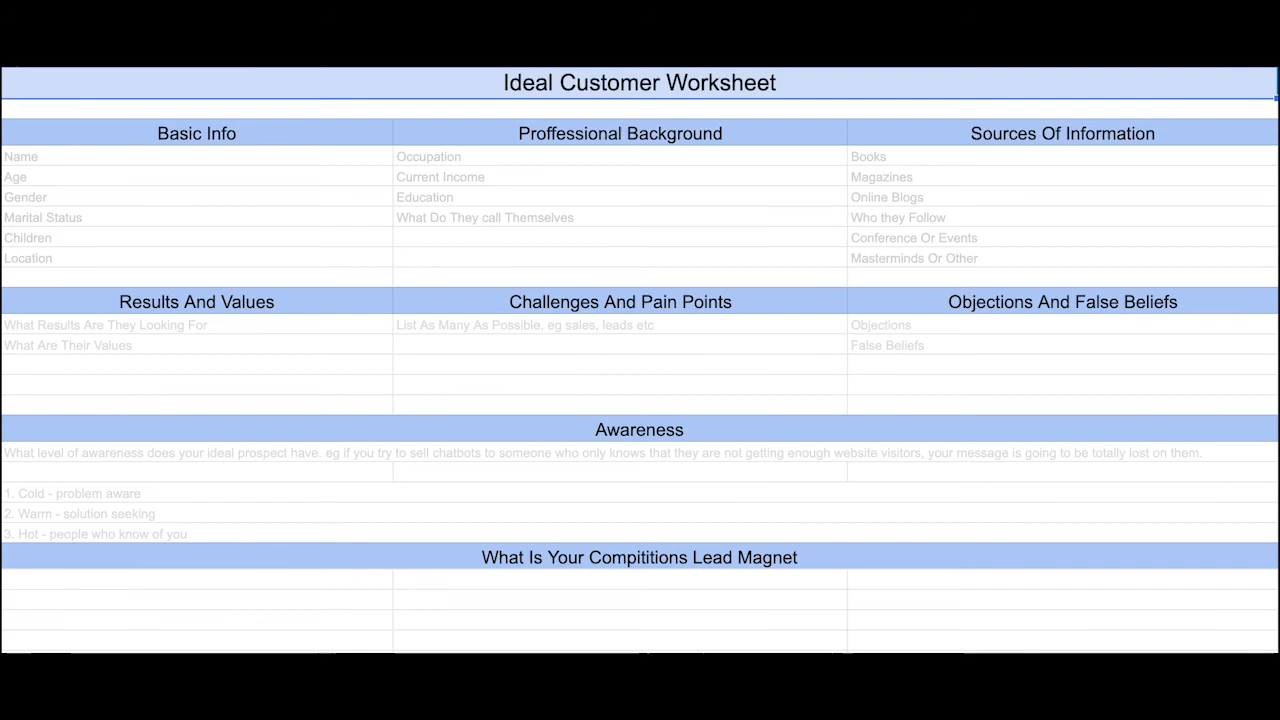 Ideal Customer Worksheet
Basic Info
Proffessional Background
Sources Of Information
Name
Occupation
Books
Age
Current Income
Magazines
Gender
Education
Online Blogs
Marital Status
What Do They call Themselves
Who they Follow
Children
Conference Or Events
Location
Masterminds Or Other
Results And Values
Challenges And Pain Points
Objections And False Beliefs
What Results Are They Looking For
List As Many As Possible, eg sales, leads etc
Objections
What Are Their Values
False Beliefs
Awareness
What level of awareness does your ideal prospect have. eg if you try to sell chatbots to someone who only knows that they are not getting enough website visitors, your message is going to be totally lost on them.
1. Cold - problem aware
2. Warm - solution seeking
3. Hot - people who know of you
What Is Your Compititions Lead Magnet